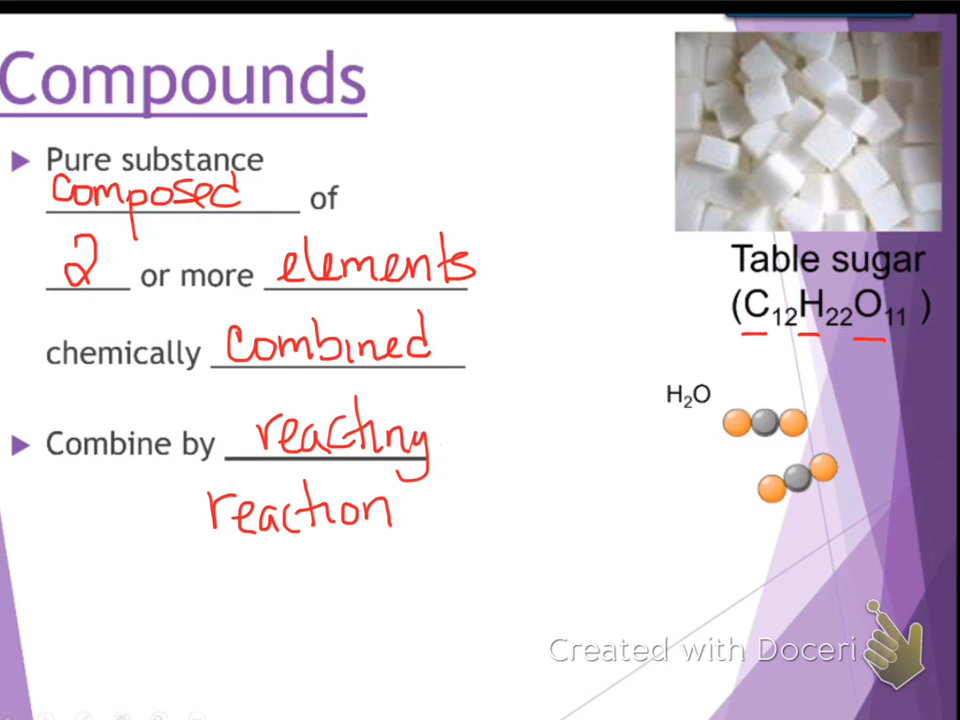 Compounds
Pure substance
composed of
2 or more elements
chemically combined
Combine by reacting
reaction
Table sugar
(C₁₂H₂₂O₁₁ )
H₂O
Created with Doceri